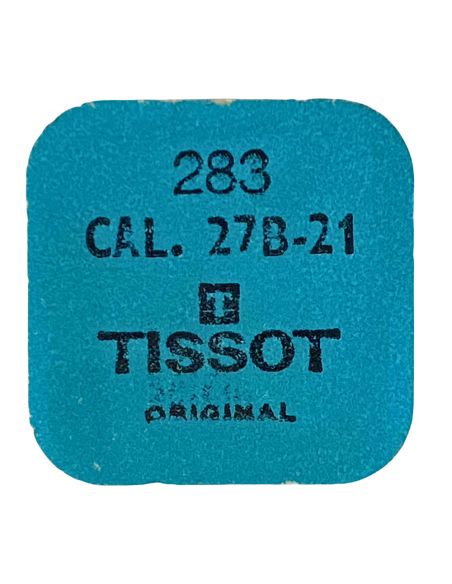 283
CAL. 27B-21
T
TISSOT
ORIGINAL